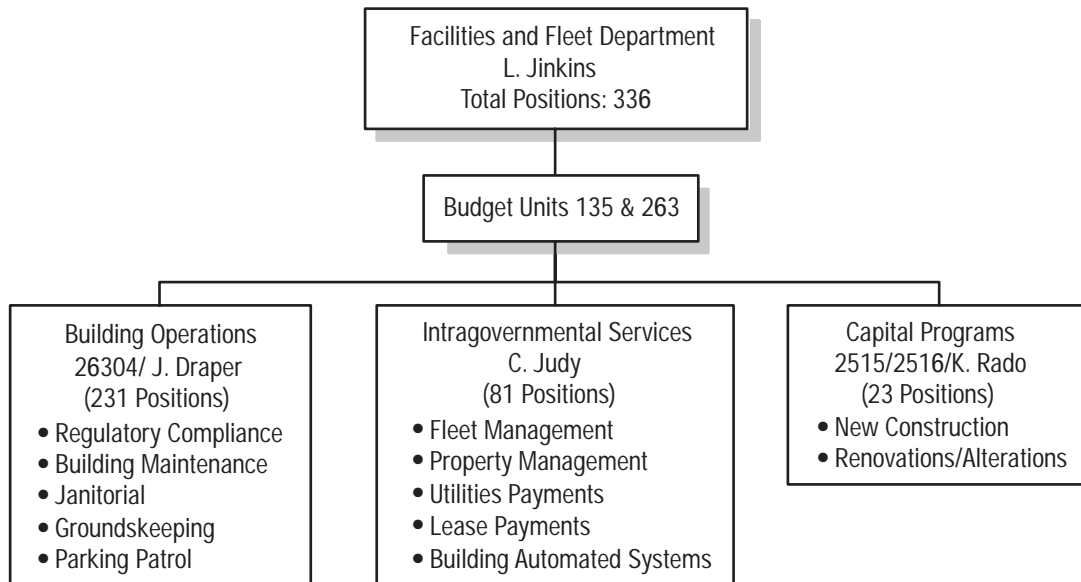 Facilities and Fleet Department
L. Jinkins
Total Positions: 336
Budget Units 135 & 263
Building Operations
26304/ J. Draper
(231 Positions)
• Regulatory Compliance
• Building Maintenance
• Janitorial
• Groundskeeping
• Parking Patrol
Intragovernmental Services
C. Judy
(81 Positions)
• Fleet Management
• Property Management
• Utilities Payments
• Lease Payments
• Building Automated Systems
Capital Programs
2515/2516/K. Rado
(23 Positions)
• New Construction
• Renovations/Alterations